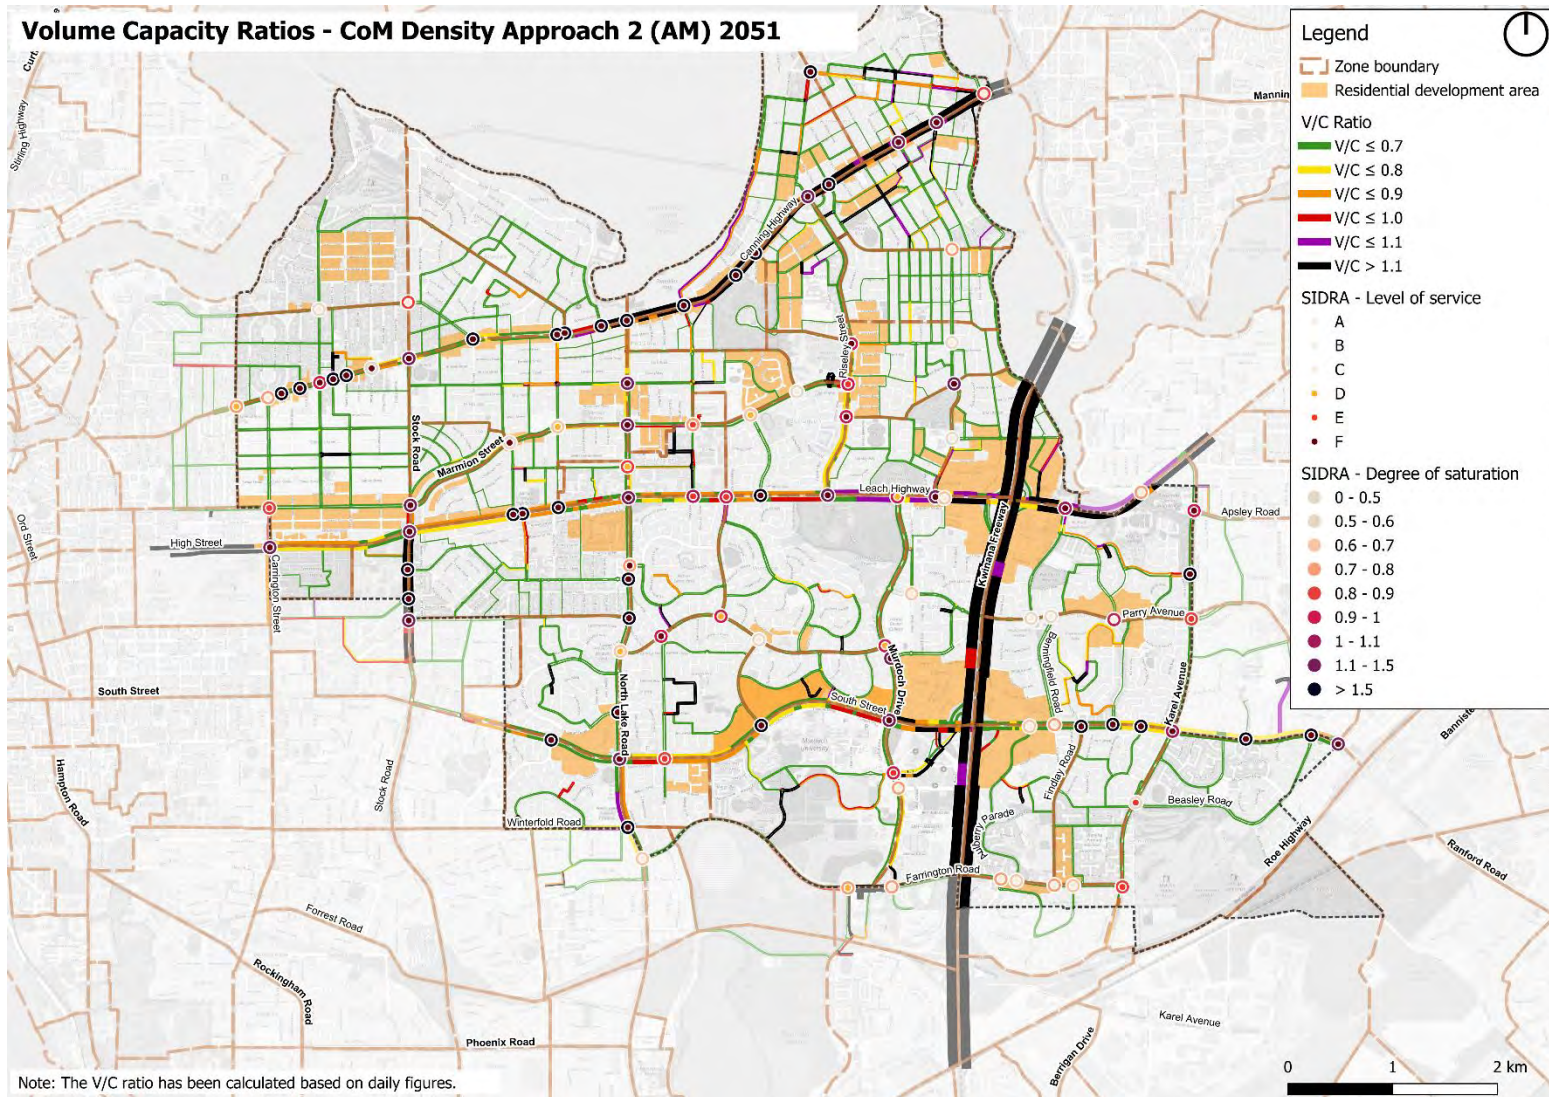 Volume Capacity Ratios - CoM Density Approach 2 (AM) 2051
Legend
Zone boundary
Residential development area
V/C Ratio
V/C ≤ 0.7
V/C ≤ 0.8
V/C ≤ 0.9
V/C ≤ 1.0
V/C ≤ 1.1
V/C > 1.1
SIDRA - Level of service
A
B
C
D
E
F
SIDRA - Degree of saturation
0 - 0.5
0.5 - 0.6
0.6 - 0.7
0.7 - 0.8
0.8 - 0.9
0.9 - 1
1 - 1.1
1.1 - 1.5
> 1.5
Curt
Stirling Highway
Mannin
Canning Highway
Riseley Street
Stock Road
Marmion Street
Leach Highway
Apsley Road
Ord Street
High Street
Kwinana Freeway
Carrington Street
Parry Avenue
Benningfield Road
Murdoch Drive
South Street
North Lake Road
South Street
Karel Avenue
Bannister
Findlay Road
Stock Road
Hampton Road
Winterfold Road
Beasley Road
Parade
Roe Highway
Ranford Road
Farrington Road
Forrest Road
Rockingham Road
Karel Avenue
Phoenix Road
Berrigan Drive
Note: The V/C ratio has been calculated based on daily figures.
0 1 2 km